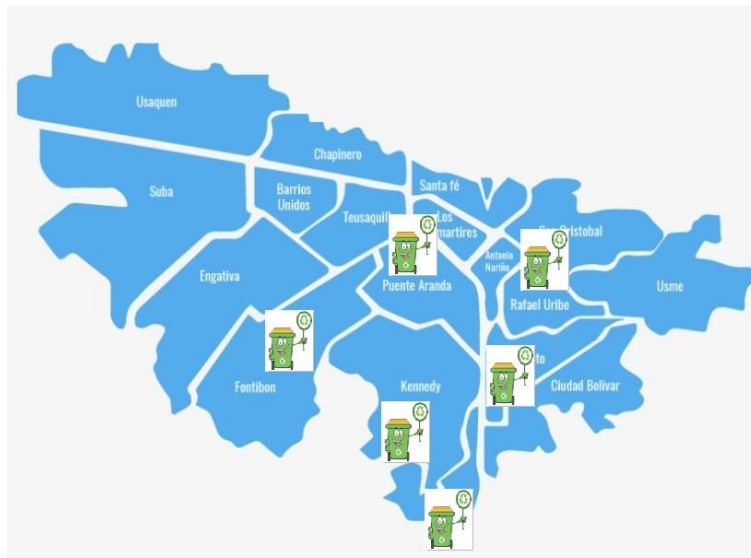 Usaquen
Chapinero
Santa fé
Suba
Barrios
Unidos
Teusaquil
Los
martires
Cristobal
Antonio
Nariño
Engativa
Puente Aranda
Usme
Rafael Uribe
to
Fontibon
Kennedy
Ciudad Bolivar